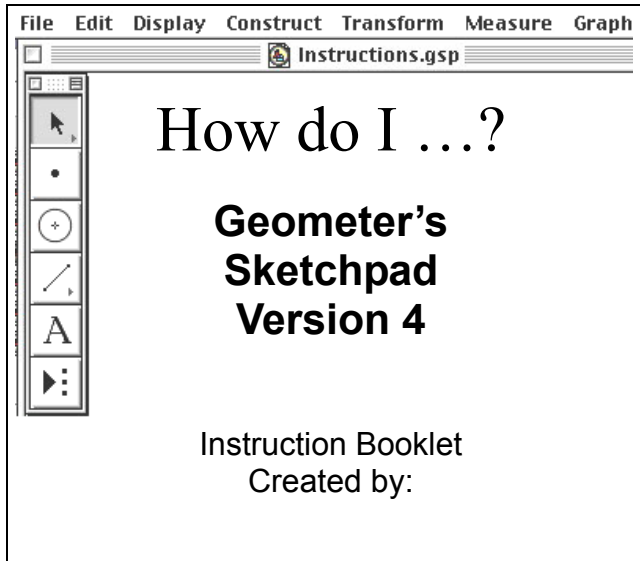 File Edit Display Construct Transform Measure Graph
Instructions.gsp
How do I …?
Geometer’s
Sketchpad
Version 4
A
Instruction Booklet
Created by: